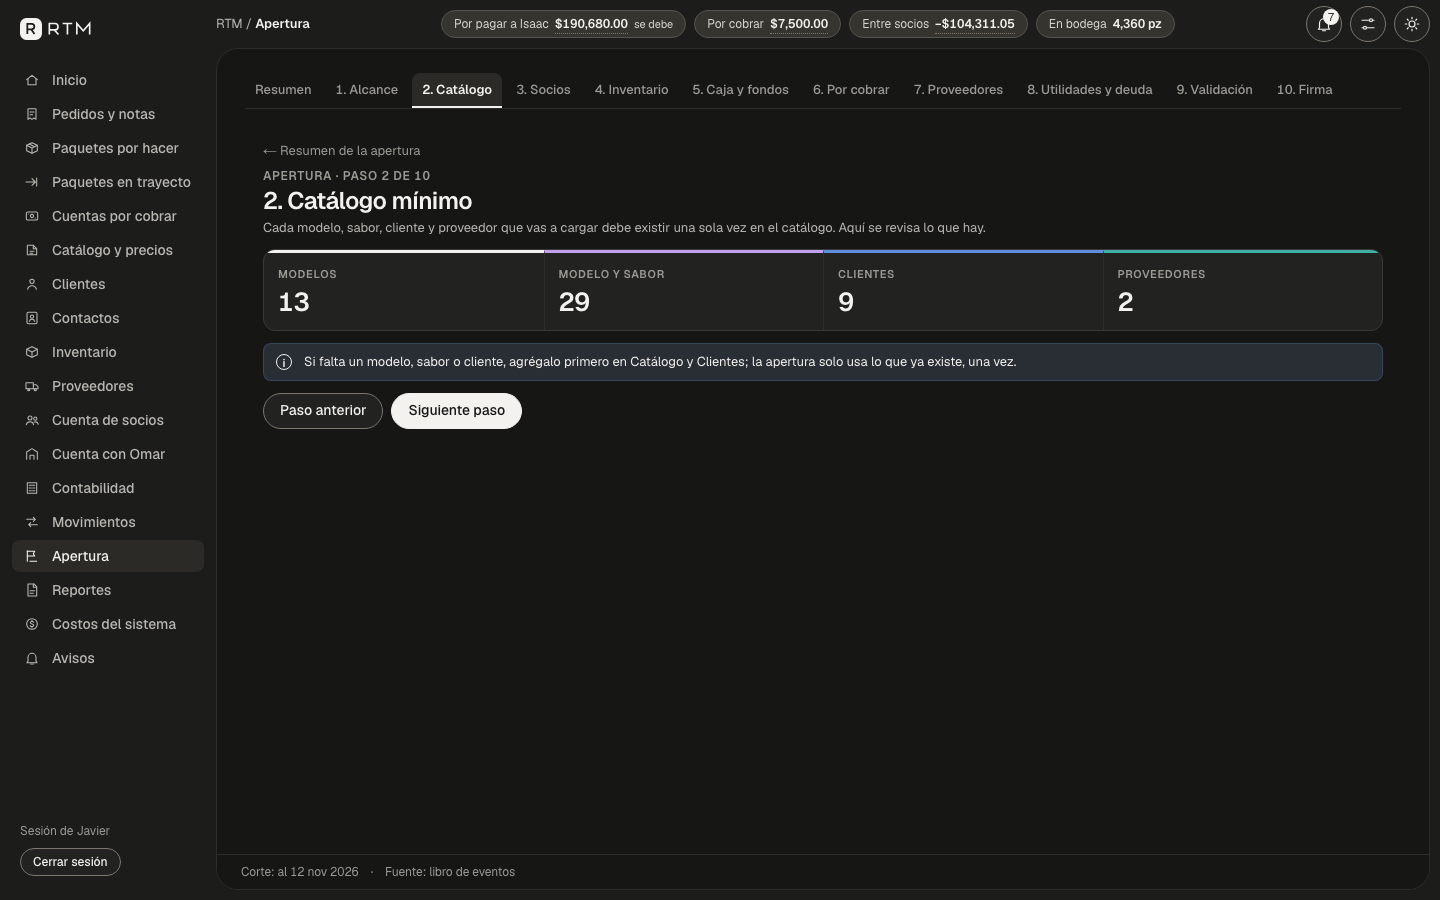 R RTM
RTM / Apertura
Por pagar a Isaac $190,680.00 se debe
Por cobrar $7,500.00
Entre socios −$104,311.05
En bodega 4,360 pz
7
Inicio
Pedidos y notas
Paquetes por hacer
Paquetes en trayecto
Cuentas por cobrar
Catálogo y precios
Clientes
Contactos
Inventario
Proveedores
Cuenta de socios
Cuenta con Omar
Contabilidad
Movimientos
Apertura
Reportes
Costos del sistema
Avisos
Sesión de Javier
Cerrar sesión
Resumen
1. Alcance
2. Catálogo
3. Socios
4. Inventario
5. Caja y fondos
6. Por cobrar
7. Proveedores
8. Utilidades y deuda
9. Validación
10. Firma
← Resumen de la apertura
APERTURA · PASO 2 DE 10
2. Catálogo mínimo
Cada modelo, sabor, cliente y proveedor que vas a cargar debe existir una sola vez en el catálogo. Aquí se revisa lo que hay.
MODELOS
13
MODELO Y SABOR
29
CLIENTES
9
PROVEEDORES
2
Si falta un modelo, sabor o cliente, agrégalo primero en Catálogo y Clientes; la apertura solo usa lo que ya existe, una vez.
Paso anterior
Siguiente paso
Corte: al 12 nov 2026 · Fuente: libro de eventos